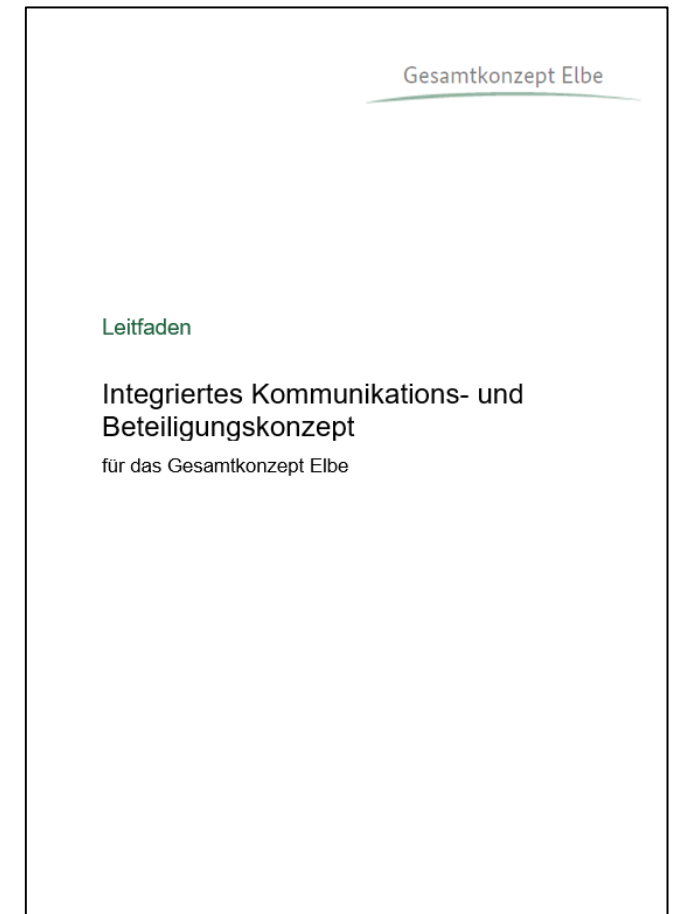 Gesamtkonzept Elbe
Leitfaden
Integriertes Kommunikations- und
Beteiligungskonzept
für das Gesamtkonzept Elbe